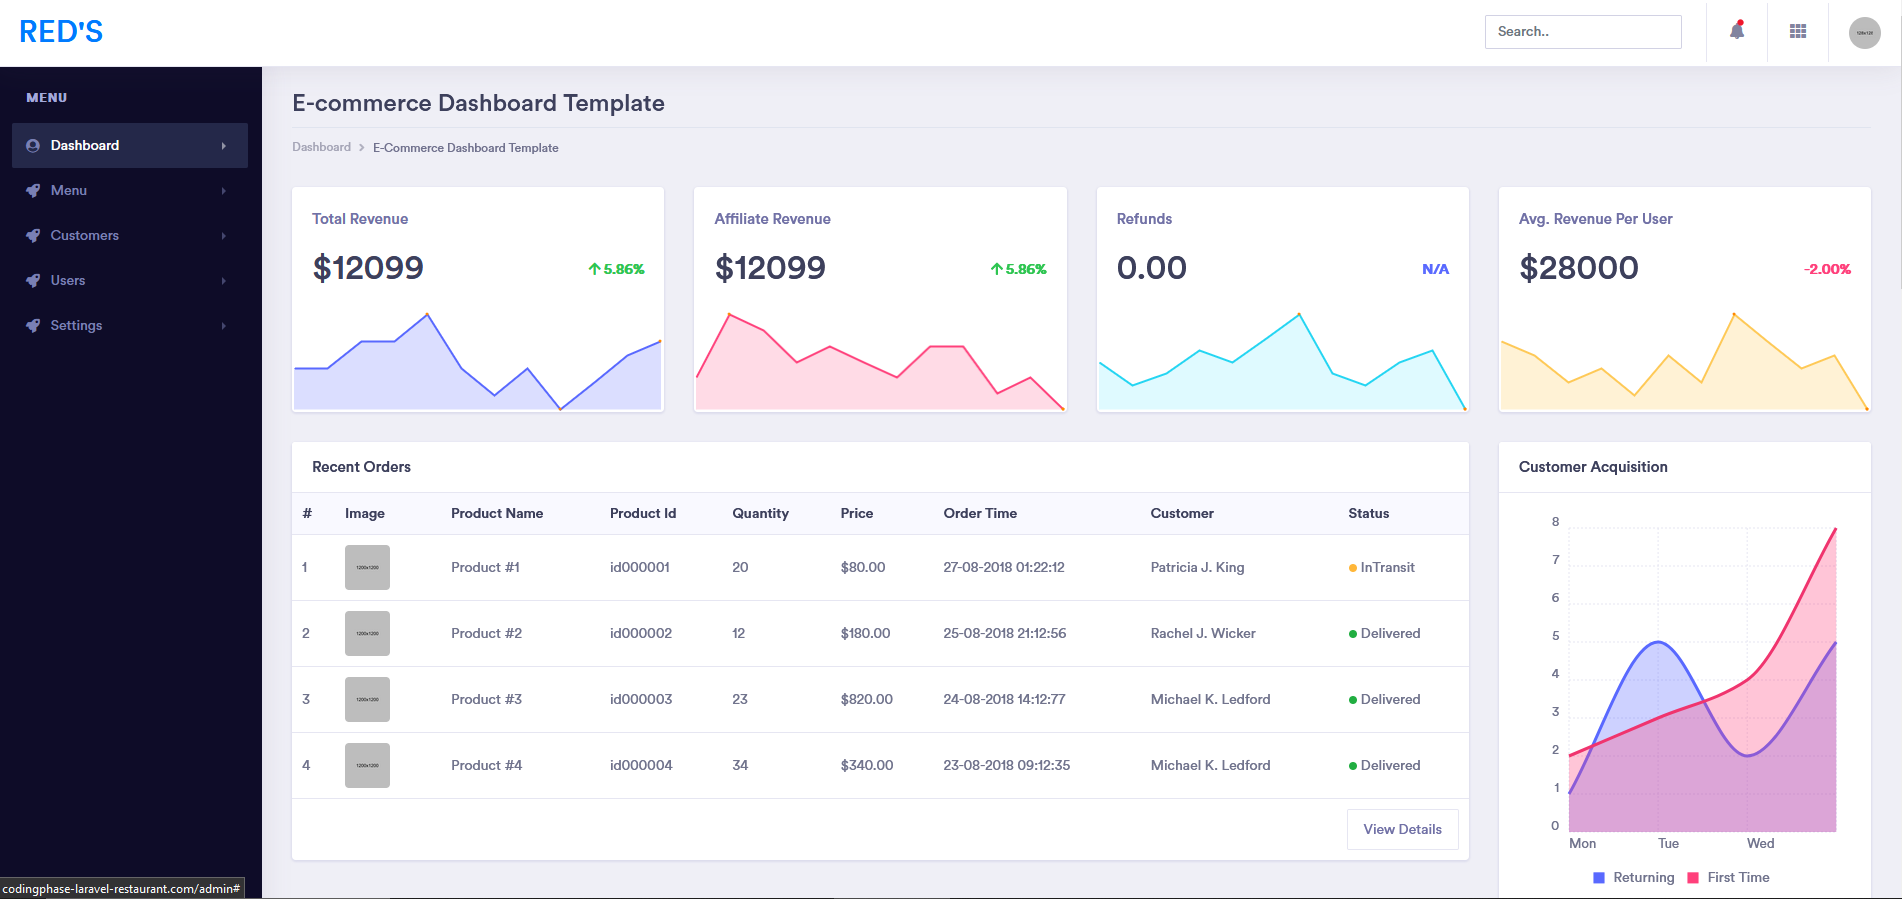 RED'S
Search..
128x128
MENU
Dashboard
Menu
Customers
Users
Settings
E-commerce Dashboard Template
Dashboard > E-Commerce Dashboard Template
Total Revenue
$12099
5.86%
Affiliate Revenue
$12099
5.86%
Refunds
0.00
N/A
Avg. Revenue Per User
$28000
-2.00%
Recent Orders
# Image Product Name Product Id Quantity Price Order Time Customer Status
1 1200x1200 Product #1 id000001 20 $80.00 27-08-2018 01:22:12 Patricia J. King InTransit
2 1200x1200 Product #2 id000002 12 $180.00 25-08-2018 21:12:56 Rachel J. Wicker Delivered
3 1200x1200 Product #3 id000003 23 $820.00 24-08-2018 14:12:77 Michael K. Ledford Delivered
4 1200x1200 Product #4 id000004 34 $340.00 23-08-2018 09:12:35 Michael K. Ledford Delivered
View Details
Customer Acquisition
8
7
6
5
4
3
2
1
0
Mon Tue Wed
Returning First Time
codingphase-laravel-restaurant.com/admin#